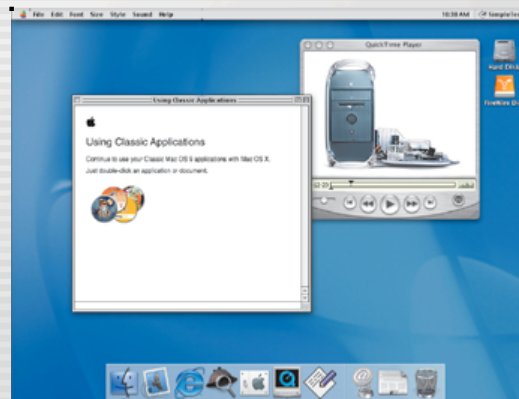 File Edit Font Size Style Sound Help
10:28 AM
QuickTime Player
Hard Disk
Using Classic Applications
Using Classic Applications
Continue to use your Classic Mac OS 9 applications with Mac OS X.
Just double-click an application or document.